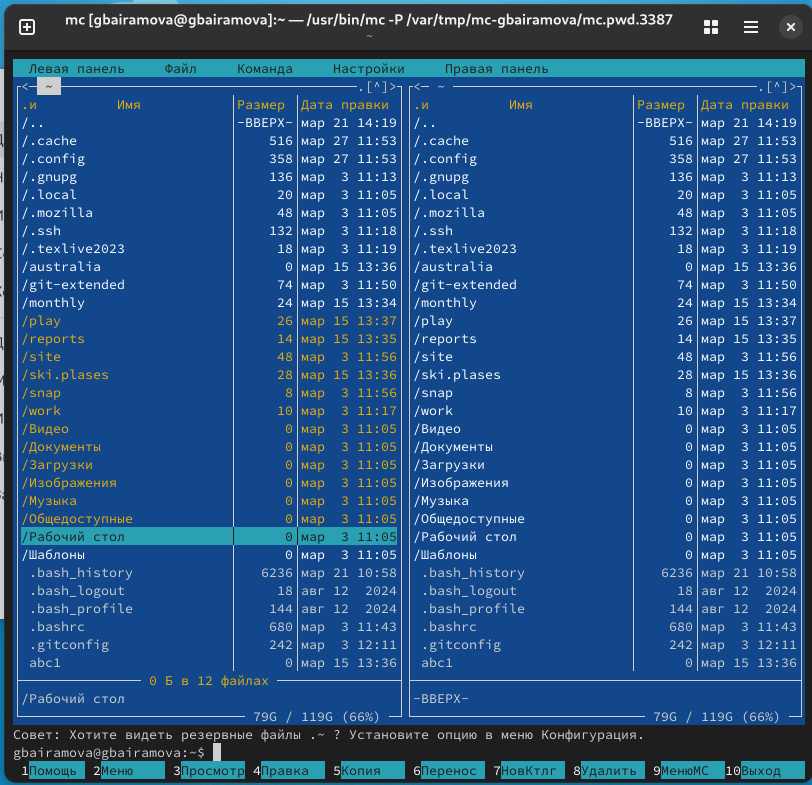 mc [gbairamova@gbairamova]:~ — /usr/bin/mc -P /var/tmp/mc-gbairamova/mc.pwd.3387
~
Левая панель Файл Команда Настройки Правая панель
<─ ~ ─.[^]> <─ ~ ─.[^]>
.и Имя Размер Дата правки .и Имя Размер Дата правки
/.. -ВВЕРХ- мар 21 14:19 /.. -ВВЕРХ- мар 21 14:19
/.cache 516 мар 27 11:53 /.cache 516 мар 27 11:53
/.config 358 мар 27 11:53 /.config 358 мар 27 11:53
/.gnupg 136 мар 3 11:13 /.gnupg 136 мар 3 11:13
/.local 20 мар 3 11:05 /.local 20 мар 3 11:05
/.mozilla 48 мар 3 11:05 /.mozilla 48 мар 3 11:05
/.ssh 132 мар 3 11:18 /.ssh 132 мар 3 11:18
/.texlive2023 18 мар 3 11:19 /.texlive2023 18 мар 3 11:19
/australia 0 мар 15 13:36 /australia 0 мар 15 13:36
/git-extended 74 мар 3 11:50 /git-extended 74 мар 3 11:50
/monthly 24 мар 15 13:34 /monthly 24 мар 15 13:34
/play 26 мар 15 13:37 /play 26 мар 15 13:37
/reports 14 мар 15 13:35 /reports 14 мар 15 13:35
/site 48 мар 3 11:56 /site 48 мар 3 11:56
/ski.plases 28 мар 15 13:36 /ski.plases 28 мар 15 13:36
/snap 8 мар 3 11:56 /snap 8 мар 3 11:56
/work 10 мар 3 11:17 /work 10 мар 3 11:17
/Видео 0 мар 3 11:05 /Видео 0 мар 3 11:05
/Документы 0 мар 3 11:05 /Документы 0 мар 3 11:05
/Загрузки 0 мар 3 11:05 /Загрузки 0 мар 3 11:05
/Изображения 0 мар 3 11:05 /Изображения 0 мар 3 11:05
/Музыка 0 мар 3 11:05 /Музыка 0 мар 3 11:05
/Общедоступные 0 мар 3 11:05 /Общедоступные 0 мар 3 11:05
/Рабочий стол 0 мар 3 11:05 /Рабочий стол 0 мар 3 11:05
/Шаблоны 0 мар 3 11:05 /Шаблоны 0 мар 3 11:05
.bash_history 6236 мар 21 10:58 .bash_history 6236 мар 21 10:58
.bash_logout 18 авг 12 2024 .bash_logout 18 авг 12 2024
.bash_profile 144 авг 12 2024 .bash_profile 144 авг 12 2024
.bashrc 680 мар 3 11:43 .bashrc 680 мар 3 11:43
.gitconfig 242 мар 3 12:11 .gitconfig 242 мар 3 12:11
abc1 0 мар 15 13:36 abc1 0 мар 15 13:36
0 Б в 12 файлах
/Рабочий стол -ВВЕРХ-
79G / 119G (66%) 79G / 119G (66%)
Совет: Хотите видеть резервные файлы .~ ? Установите опцию в меню Конфигурация.
gbairamova@gbairamova:~$
1Помощь 2Меню 3Просмотр 4Правка 5Копия 6Перенос 7НовКтлг 8Удалить 9МенюMC 10Выход